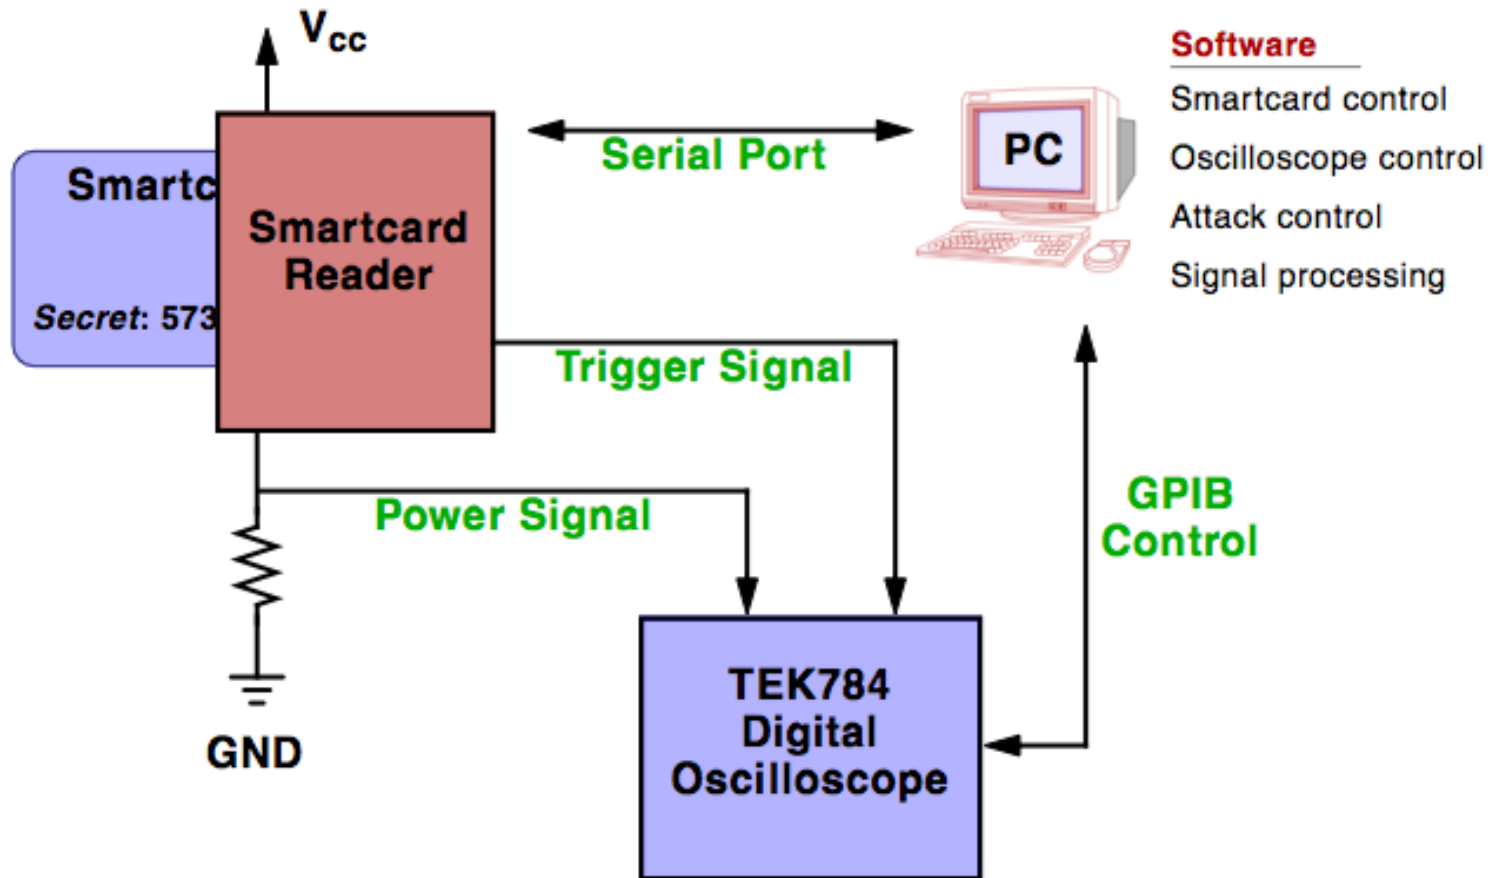 Vcc
Software
Smartcard control
Oscilloscope control
Attack control
Signal processing
PC
Serial Port
Smartc
Secret: 573
Smartcard
Reader
Trigger Signal
Power Signal
GPIB
Control
GND
TEK784
Digital
Oscilloscope